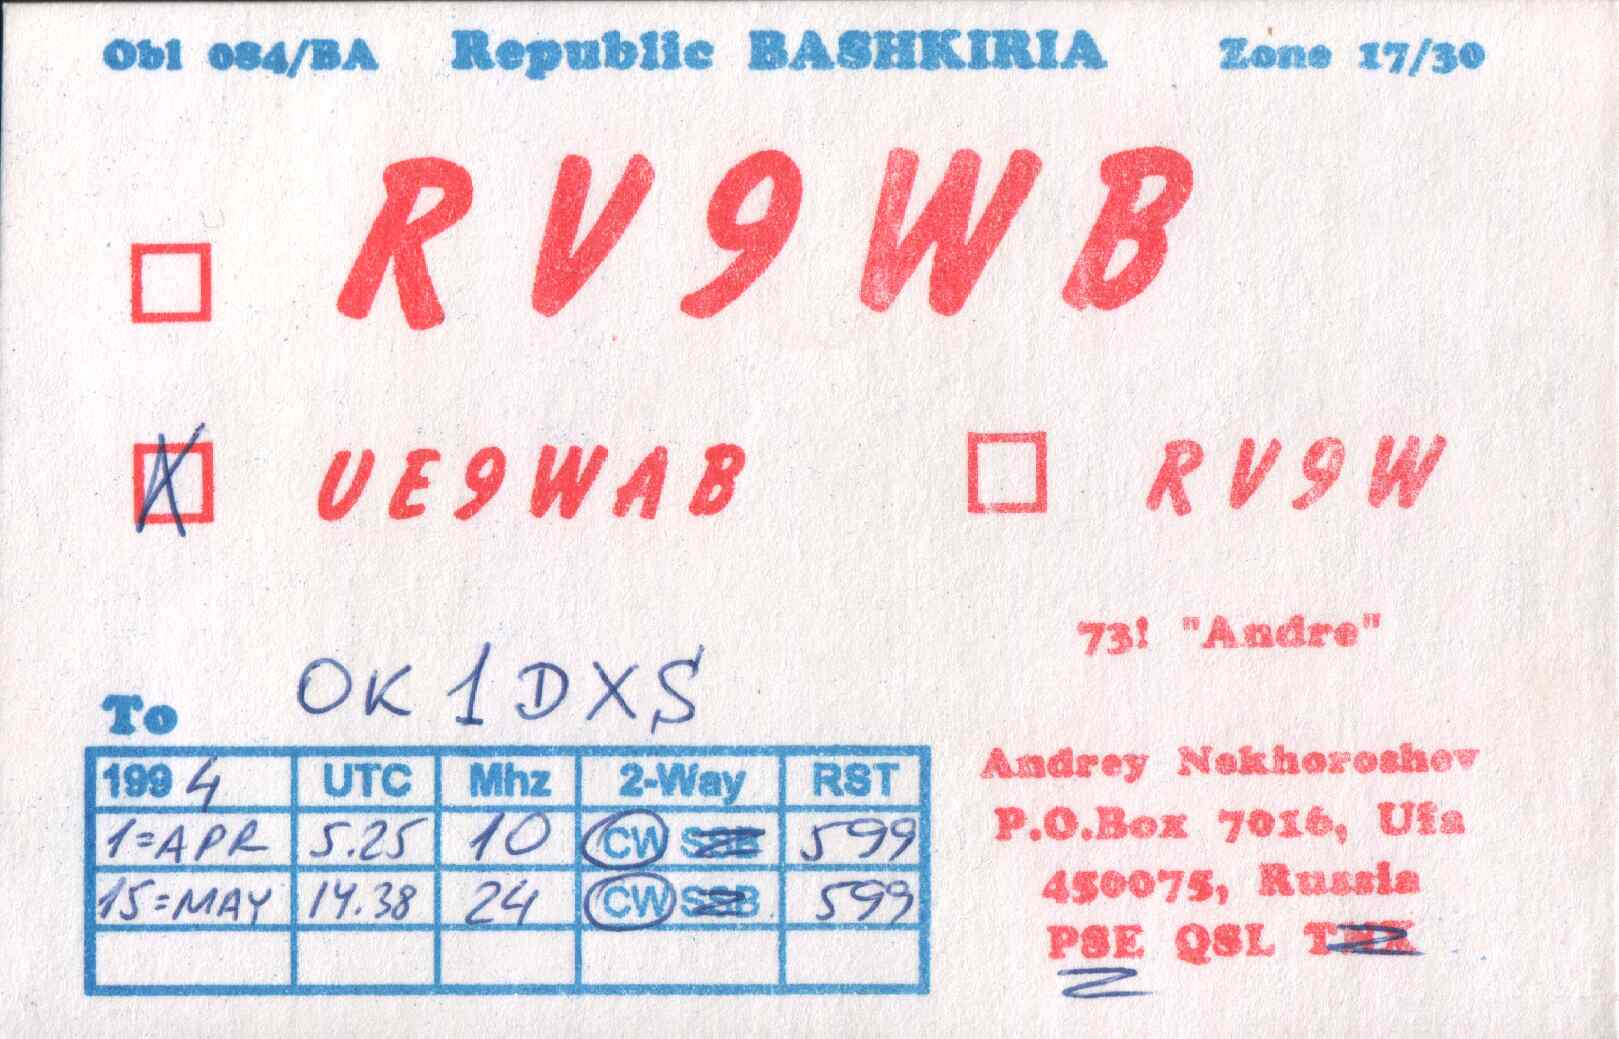 Obl 084/BA Republic BASHKIRIA Zone 17/30
RV9WB
X UE9WAB RV9W
73! "Andre"
To OK1DXS
1994 UTC Mhz 2-Way RST
1=APR 5.25 10 CW SSB 599
15=MAY 14.38 24 CW SSB 599
Andrey Nekhoroshev
P.O.Box 7016, Ufa
450075, Russia
PSE QSL TNX